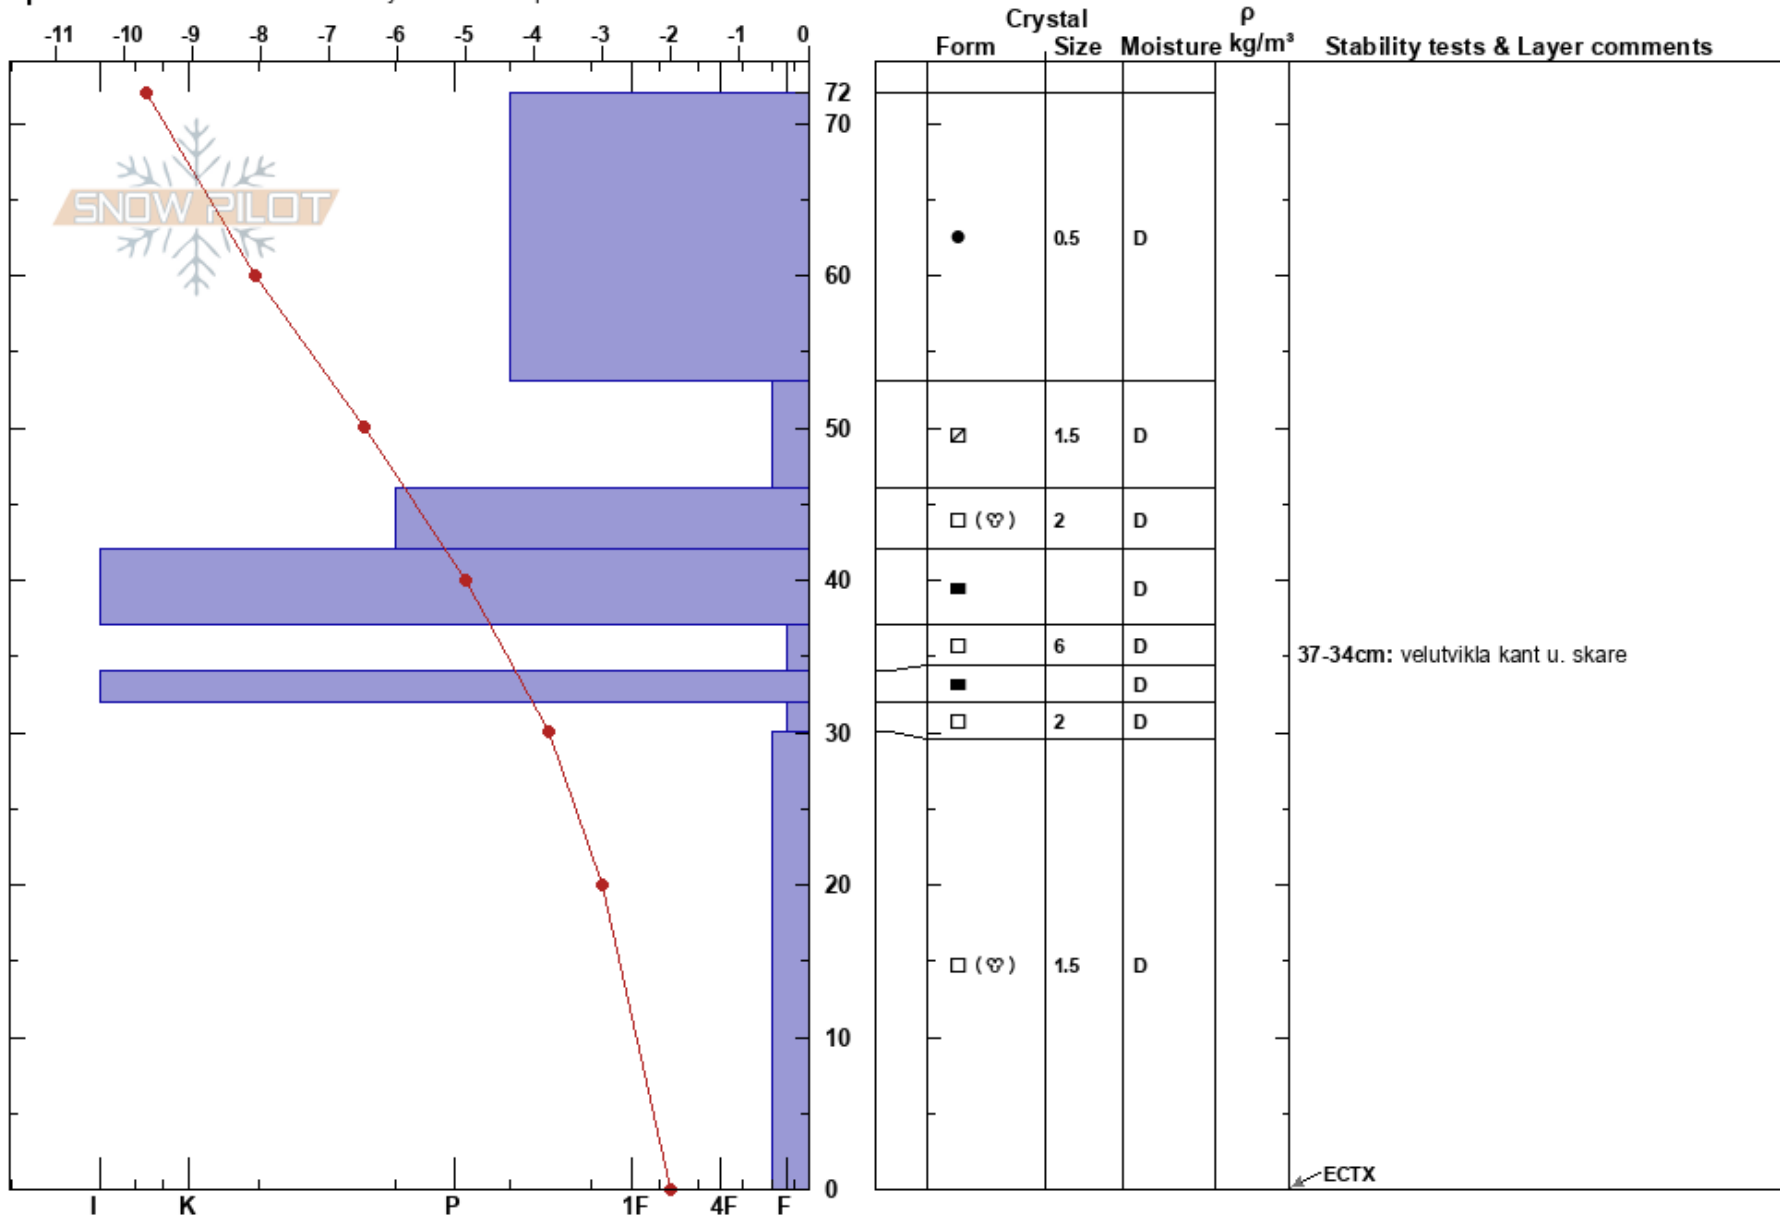 Crystal ρ
-11 -10 -9 -8 -7 -6 -5 -4 -3 -2 -1 0
Form Size Moisture kg/m³ Stability tests & Layer comments
72
70
SNOW PILOT
● 0.5 D
60
50
1.5 D
2 D
40
D
6 D
37-34cm: velutvikla kant u. skare
D
2 D
30
20
1.5 D
10
ECTX
0
I K P 1F 4F F